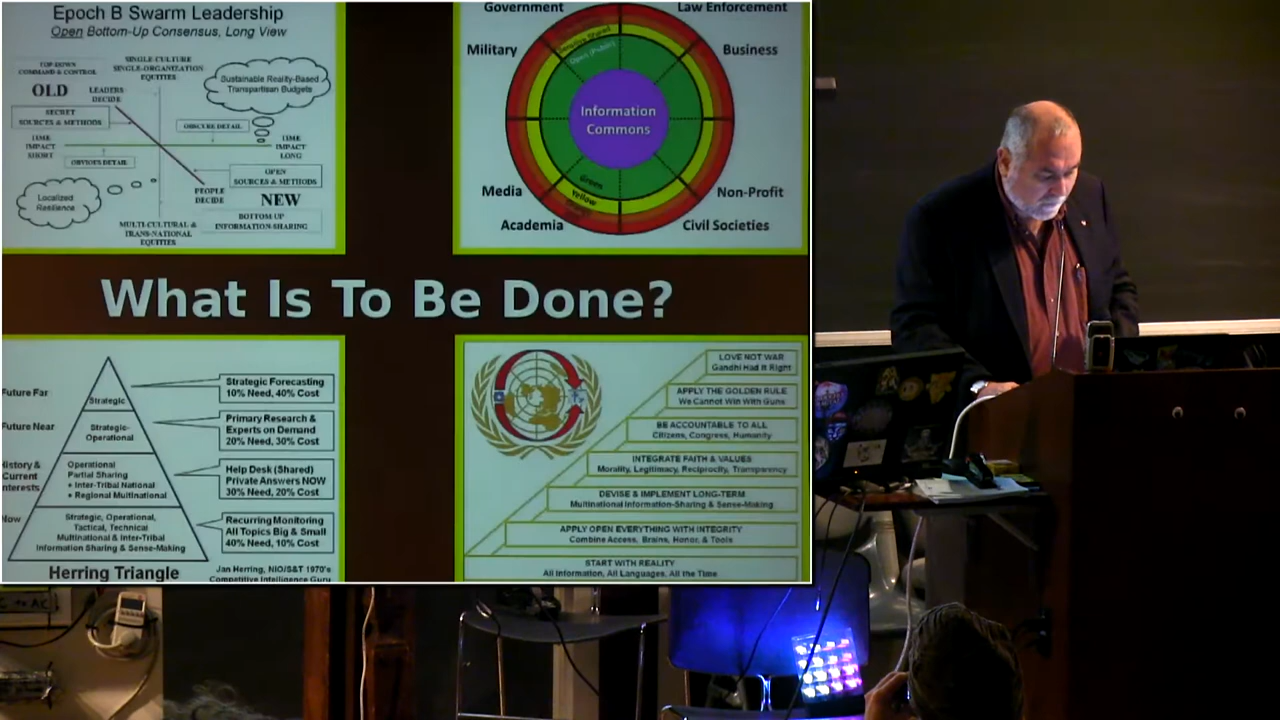 Epoch B Swarm Leadership
Open Bottom-Up Consensus, Long View
TOP-DOWN
COMMAND & CONTROL
SINGLE-CULTURE
SINGLE-ORGANIZATION
EQUITIES
Sustainable Reality-Based
Transpartisan Budgets
OLD
LEADERS
DECIDE
SECRET
SOURCES & METHODS
OBSCURE DETAIL
TIME
IMPACT
SHORT
TIME
IMPACT
LONG
OBVIOUS DETAIL
OPEN
SOURCES & METHODS
Localized
Resilience
PEOPLE
DECIDE
NEW
BOTTOM UP
INFORMATION-SHARING
MULTI-CULTURAL &
TRANS-NATIONAL
EQUITIES
Government
Law Enforcement
Military
Business
Open (Public)
Information
Commons
Green
Yellow
Media
Non-Profit
Academia
Civil Societies
What Is To Be Done?
Future Far
Strategic
Strategic Forecasting
10% Need, 40% Cost
Future Near
Strategic-
Operational
Primary Research &
Experts on Demand
20% Need, 30% Cost
History &
Current
Interests
Operational
Partial Sharing
• Inter-Tribal National
• Regional Multinational
Help Desk (Shared)
Private Answers NOW
30% Need, 20% Cost
Now
Strategic, Operational,
Tactical, Technical
Multinational & Inter-Tribal
Information Sharing & Sense-Making
Recurring Monitoring
All Topics Big & Small
40% Need, 10% Cost
Herring Triangle
Jan Herring, NIO/S&T 1970's
Competitive Intelligence Guru
LOVE NOT WAR
Gandhi Had It Right
APPLY THE GOLDEN RULE
We Cannot Win With Guns
BE ACCOUNTABLE TO ALL
Citizens, Congress, Humanity
INTEGRATE FAITH & VALUES
Morality, Legitimacy, Reciprocity, Transparency
DEVISE & IMPLEMENT LONG-TERM
Multinational Information-Sharing & Sense-Making
APPLY OPEN EVERYTHING WITH INTEGRITY
Combine Access, Brains, Honor, & Tools
START WITH REALITY
All Information, All Languages, All the Time